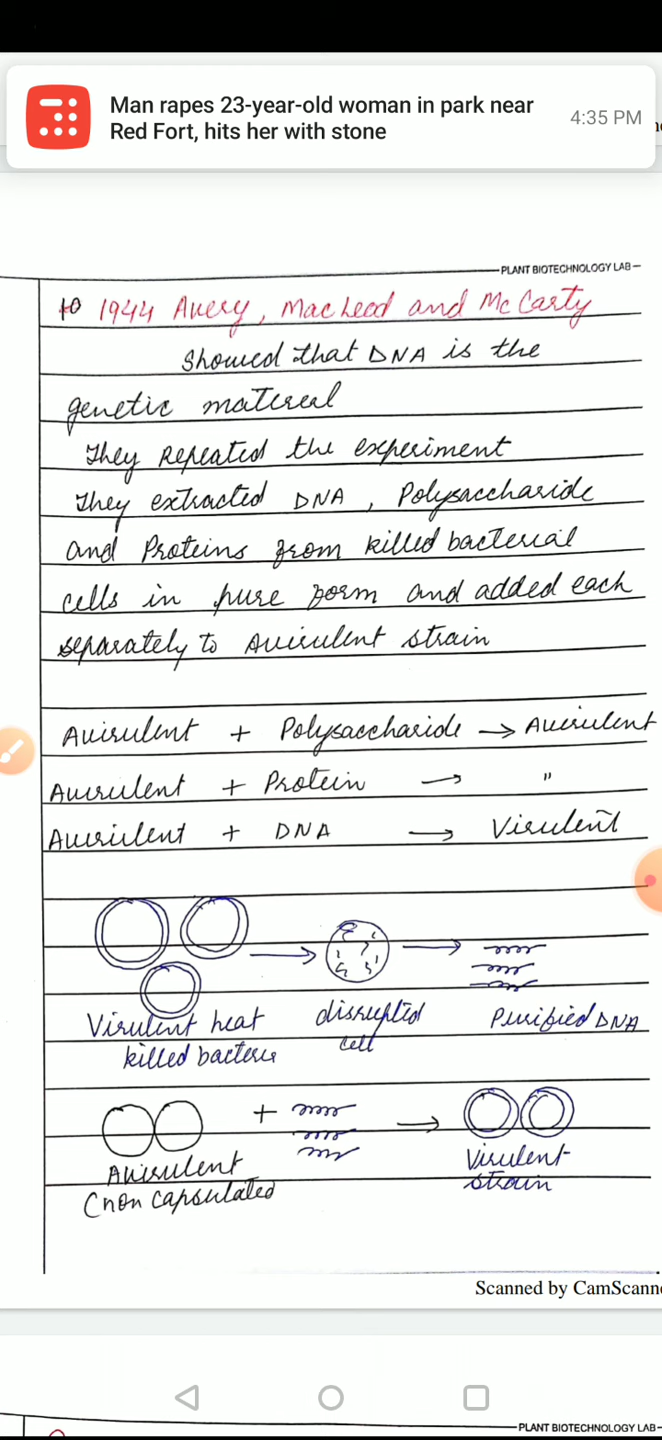 Man rapes 23-year-old woman in park near
Red Fort, hits her with stone
4:35 PM
PLANT BIOTECHNOLOGY LAB
to 1944 Avery, MacLeod and McCarty
Showed that DNA is the
genetic matereal
They repeated the experiment
They extracted DNA, Polysaccharide
and Proteins from killed bacterial
cells in pure form and added each
separately to avirulent strain
Avirulent + Polysaccharide → Avirulent
Avirulent + Protein → "
Avirulent + DNA → Virulent
Virulent heat
killed bacteria
disrupted
cell
Purified DNA
+ →
Avirulent
(non capsulated
Virulent
strain
Scanned by CamScanne
PLANT BIOTECHNOLOGY LAB